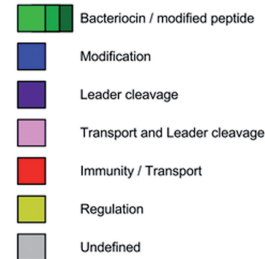 Bacteriocin / modified peptide
Modification
Leader cleavage
Transport and Leader cleavage
Immunity / Transport
Regulation
Undefined